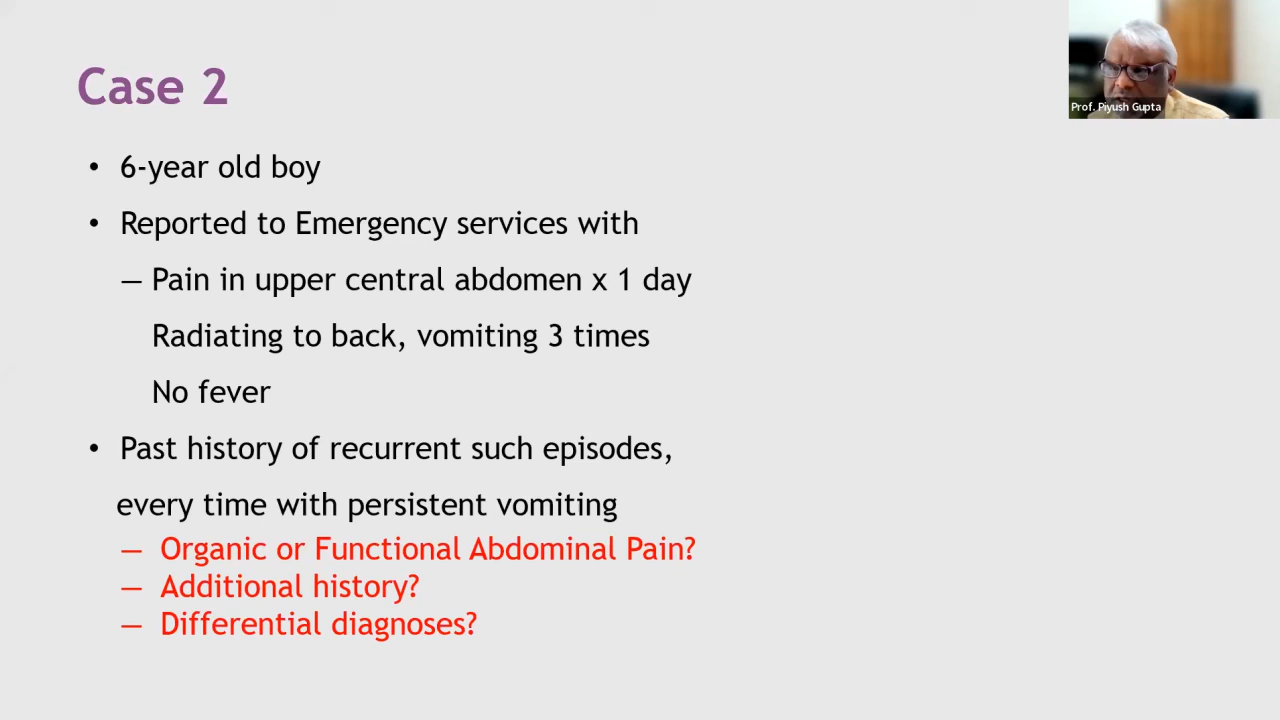 Case 2
Prof. Piyush Gupta
• 6-year old boy
• Reported to Emergency services with
— Pain in upper central abdomen x 1 day
Radiating to back, vomiting 3 times
No fever
• Past history of recurrent such episodes,
every time with persistent vomiting
— Organic or Functional Abdominal Pain?
— Additional history?
— Differential diagnoses?